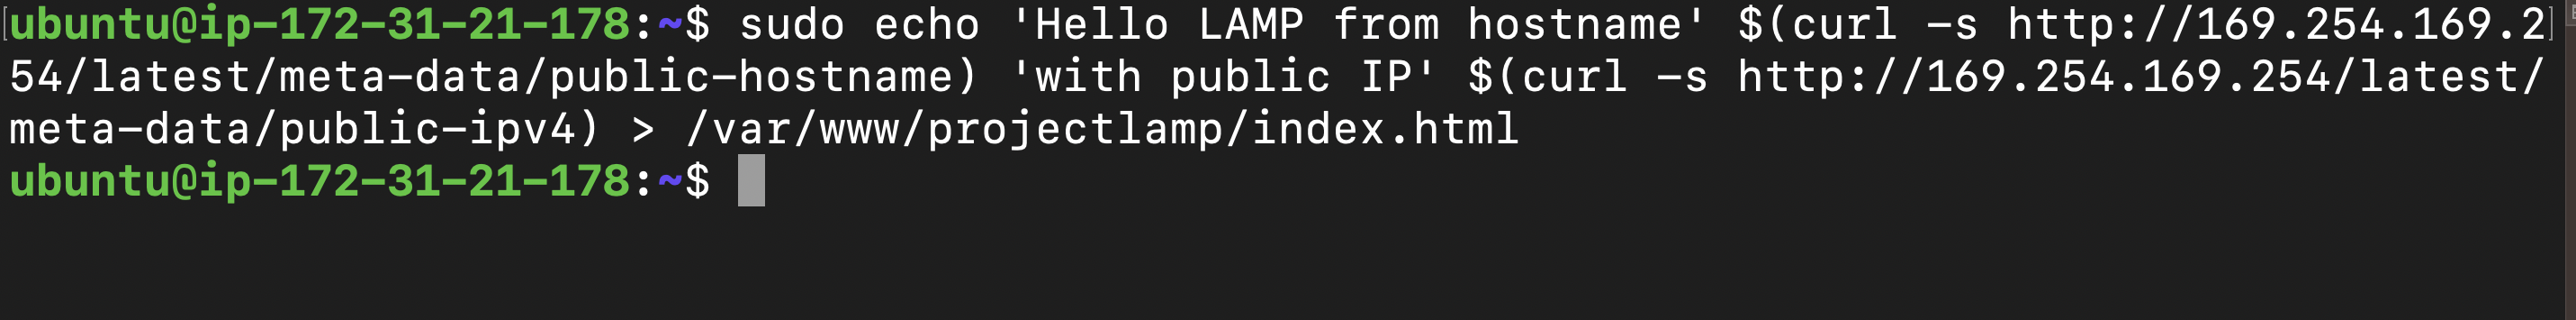 ubuntu@ip-172-31-21-178:~$ sudo echo 'Hello LAMP from hostname' $(curl -s http://169.254.169.2
54/latest/meta-data/public-hostname) 'with public IP' $(curl -s http://169.254.169.254/latest/
meta-data/public-ipv4) > /var/www/projectlamp/index.html
ubuntu@ip-172-31-21-178:~$